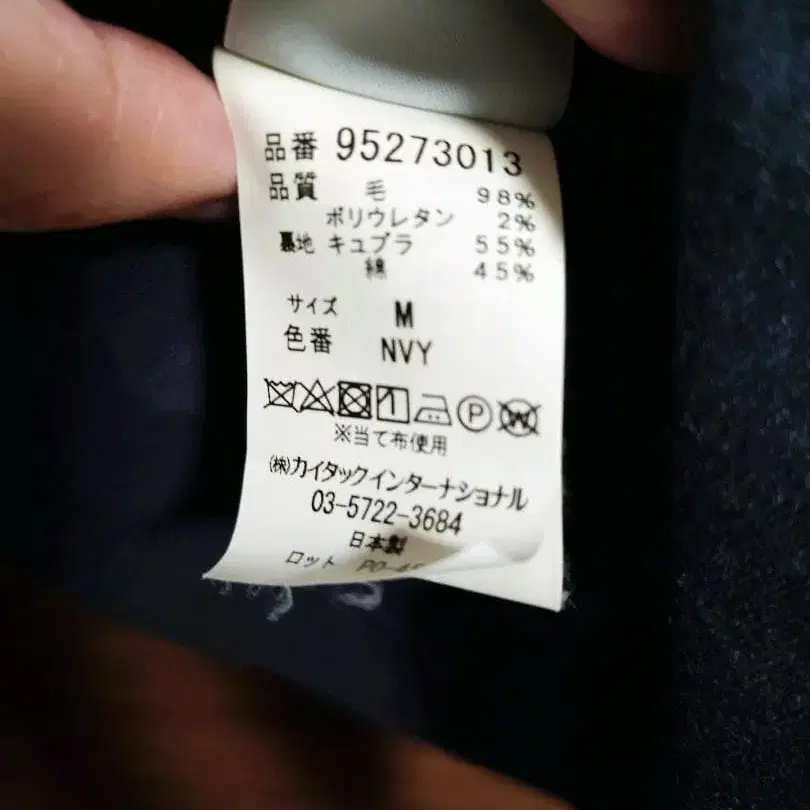 品番 95273013
品質 毛 98%
ポリウレタン 2%
裏地 キュプラ 55%
綿 45%
サイズ M
色番 NVY
※当て布使用
(株)カイタックインターナショナル
03-5722-3684
日本製
ロット